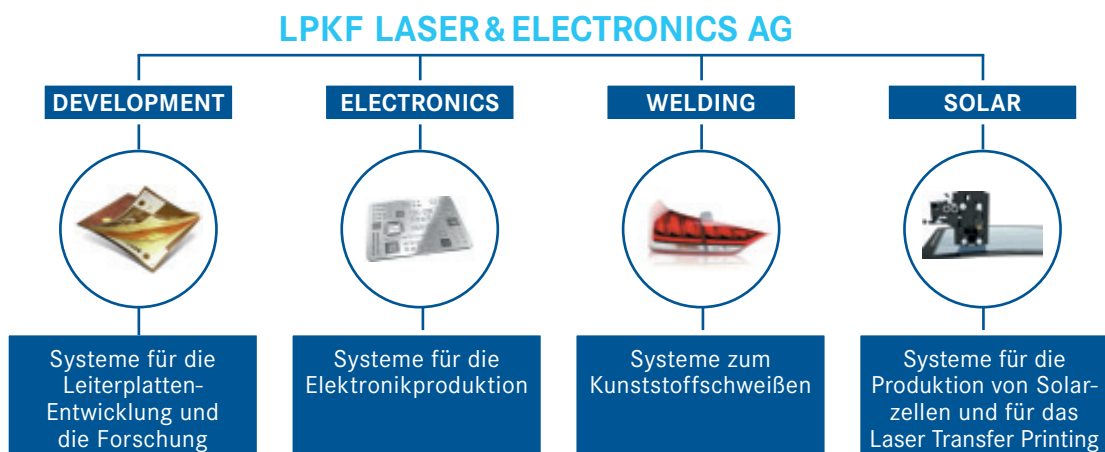 LPKF LASER & ELECTRONICS AG
DEVELOPMENT
ELECTRONICS
WELDING
SOLAR
Systeme für die
Leiterplatten-
Entwicklung und
die Forschung
Systeme für die
Elektronikproduktion
Systeme zum
Kunststoffschweißen
Systeme für die
Produktion von Solar-
zellen und für das
Laser Transfer Printing